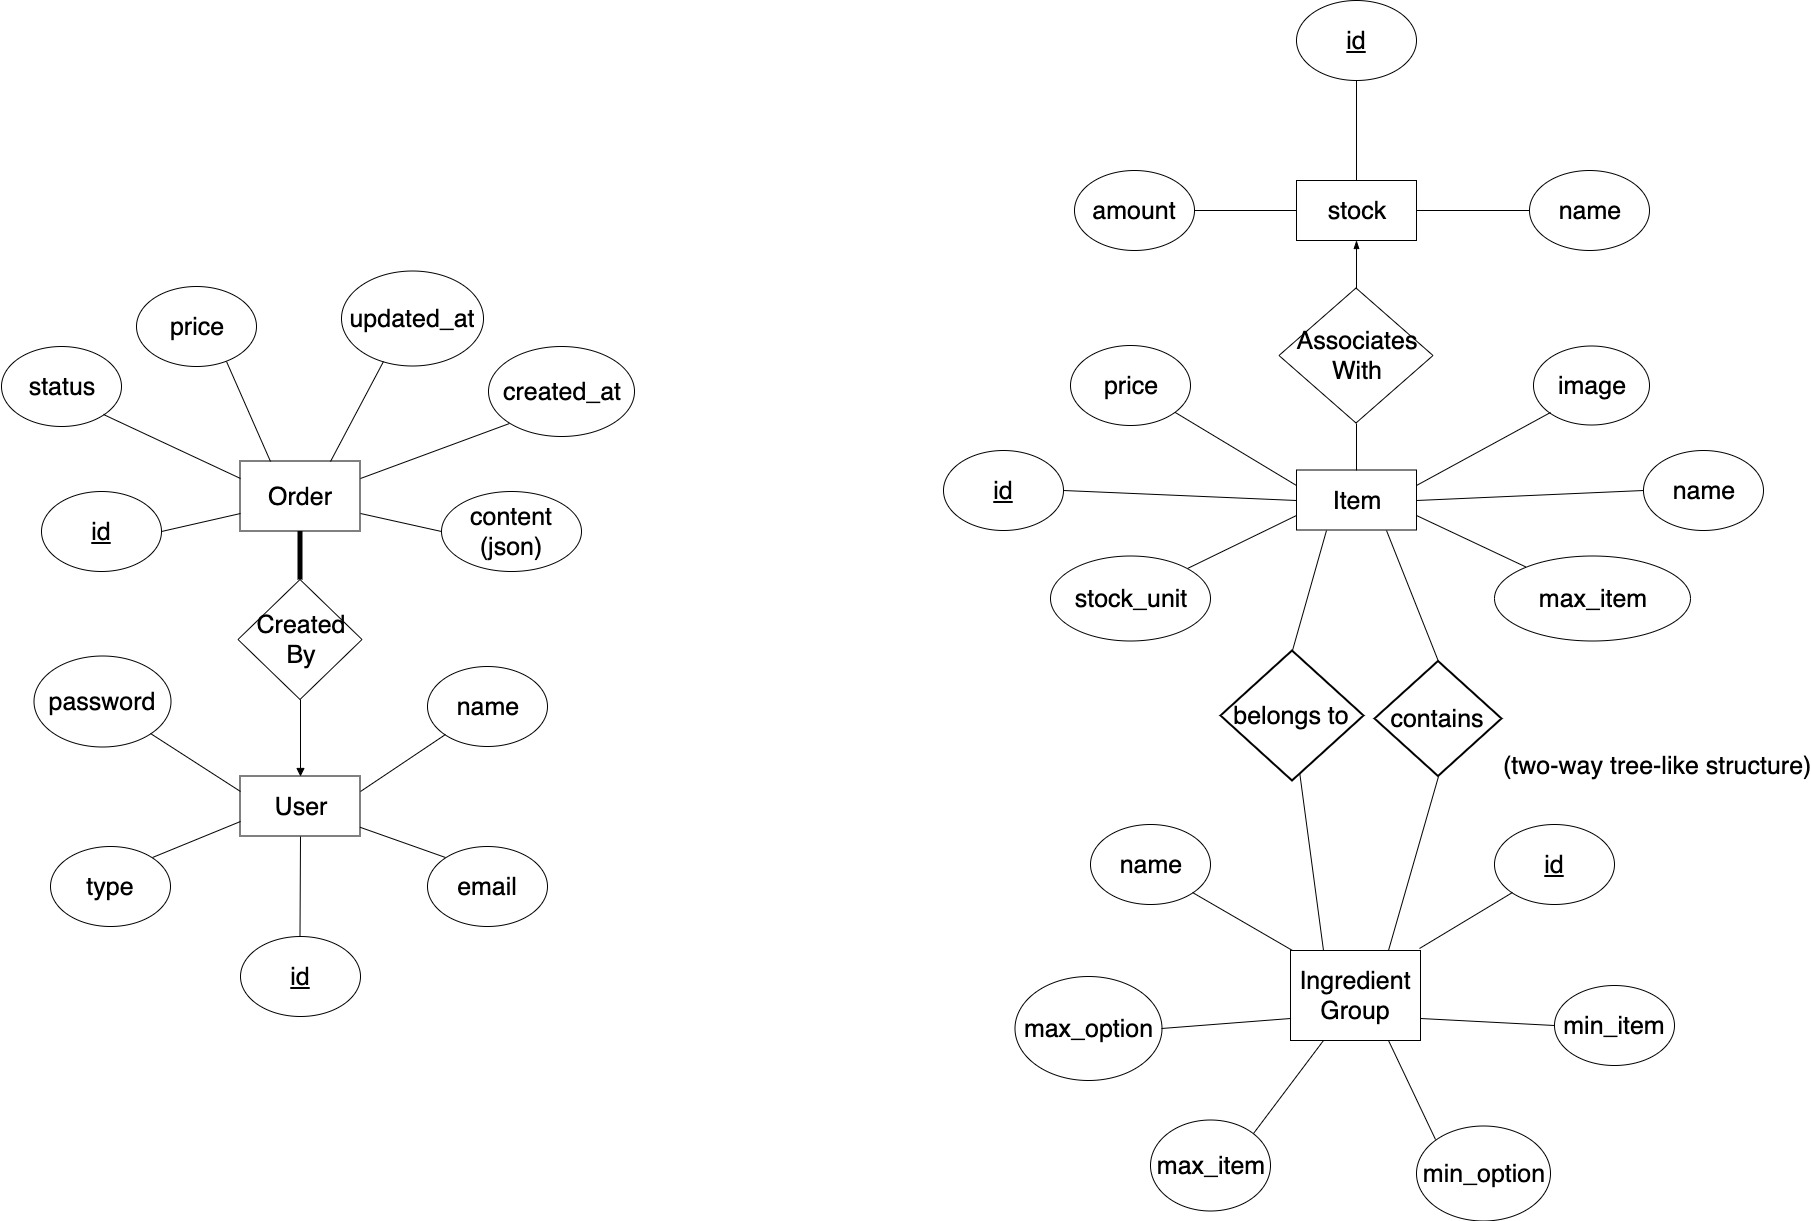 id
amount
stock
name
updated_at
price
status
created_at
Associates
With
price
image
Order
id
content
(json)
id
Item
name
stock_unit
max_item
Created
By
password
name
belongs to
contains
(two-way tree-like structure)
User
type
email
id
name
id
Ingredient
Group
max_option
min_item
max_item
min_option